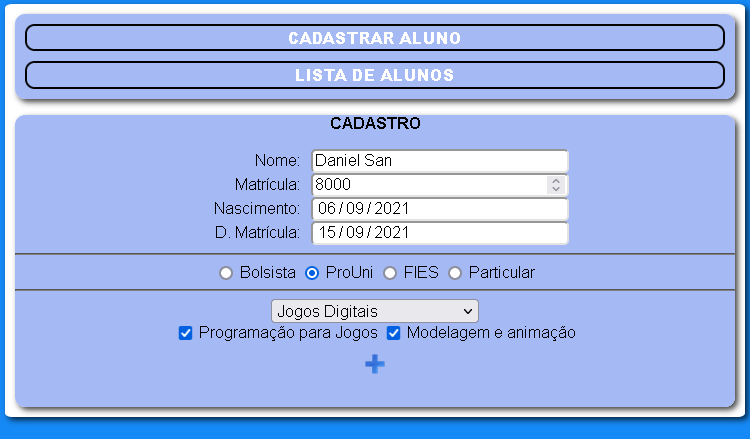 CADASTRAR ALUNO
LISTA DE ALUNOS
CADASTRO
Nome: Daniel San
Matrícula: 8000
Nascimento: 06/09/2021
D. Matrícula: 15/09/2021
Bolsista ProUni FIES Particular
Jogos Digitais
Programação para Jogos Modelagem e animação